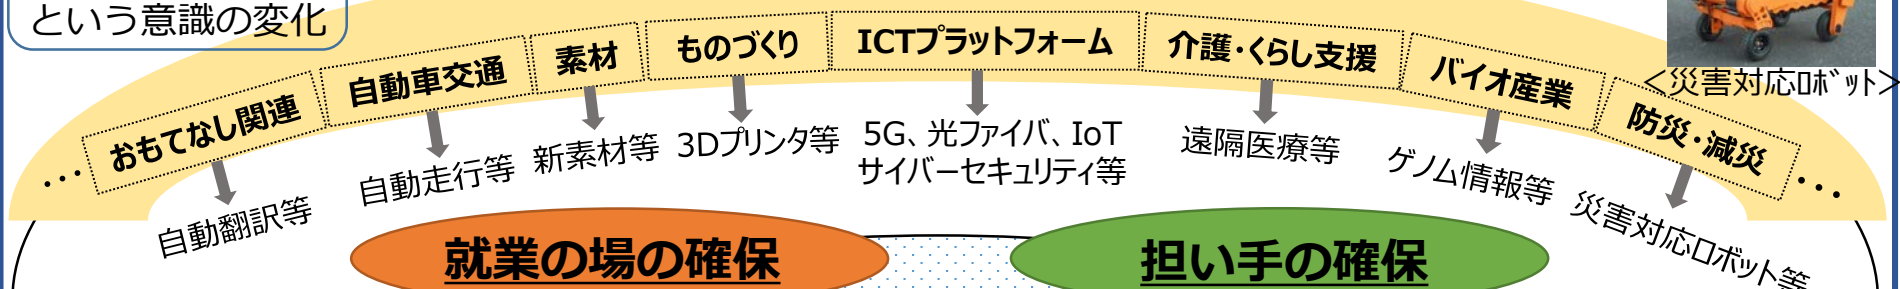 という意識の変化
<災害対応ロボット>
・・・
おもてなし関連
自動車交通
素材
ものづくり
ICTプラットフォーム
介護・くらし支援
バイオ産業
防災・減災
・・・
自動翻訳等
自動走行等
新素材等
3Dプリンタ等
5G、光ファイバ、IoT
サイバーセキュリティ等
遠隔医療等
ゲノム情報等
災害対応ロボット等
就業の場の確保
担い手の確保